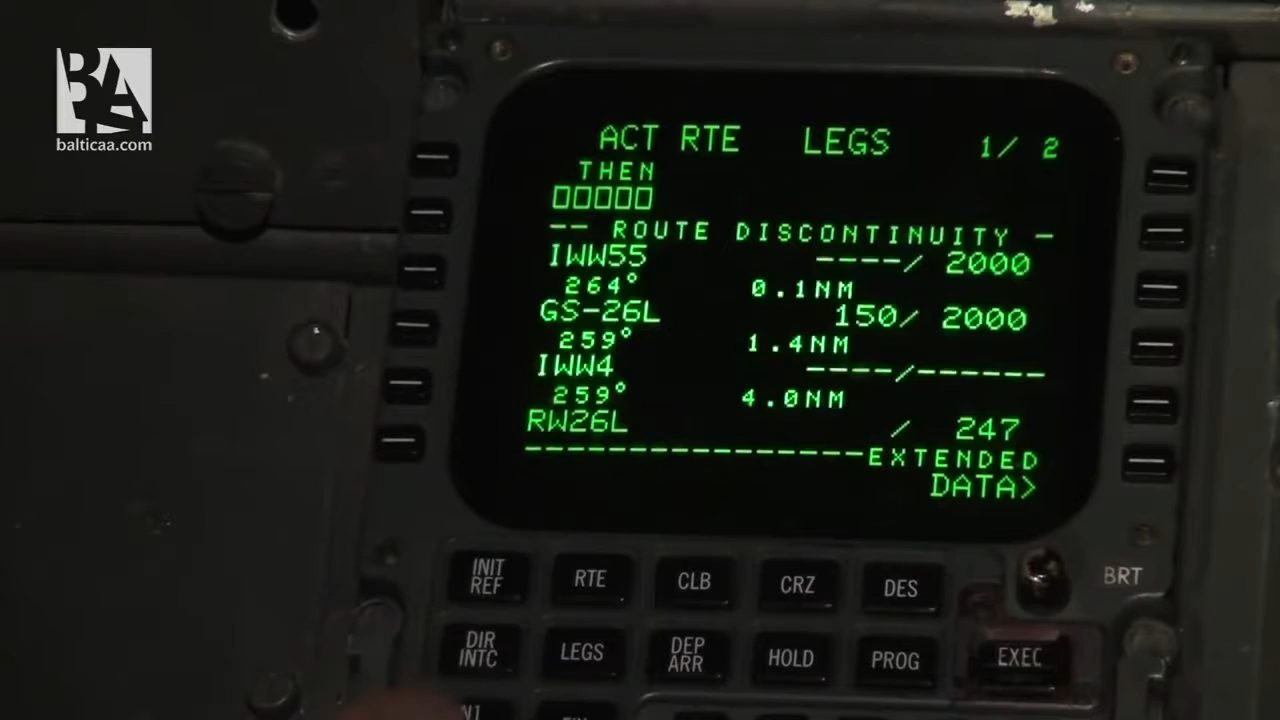 BAA
balticaa.com
ACT RTE LEGS 1/ 2
THEN
□□□□□
-- ROUTE DISCONTINUITY -
IWW55 ----/ 2000
264° 0.1NM
GS-26L 150/ 2000
259° 1.4NM
IWW4 ----/------
259° 4.0NM
RW26L / 247
----------------EXTENDED
DATA>
BRT
INIT REF RTE CLB CRZ DES
DIR INTC LEGS DEP ARR HOLD PROG EXEC